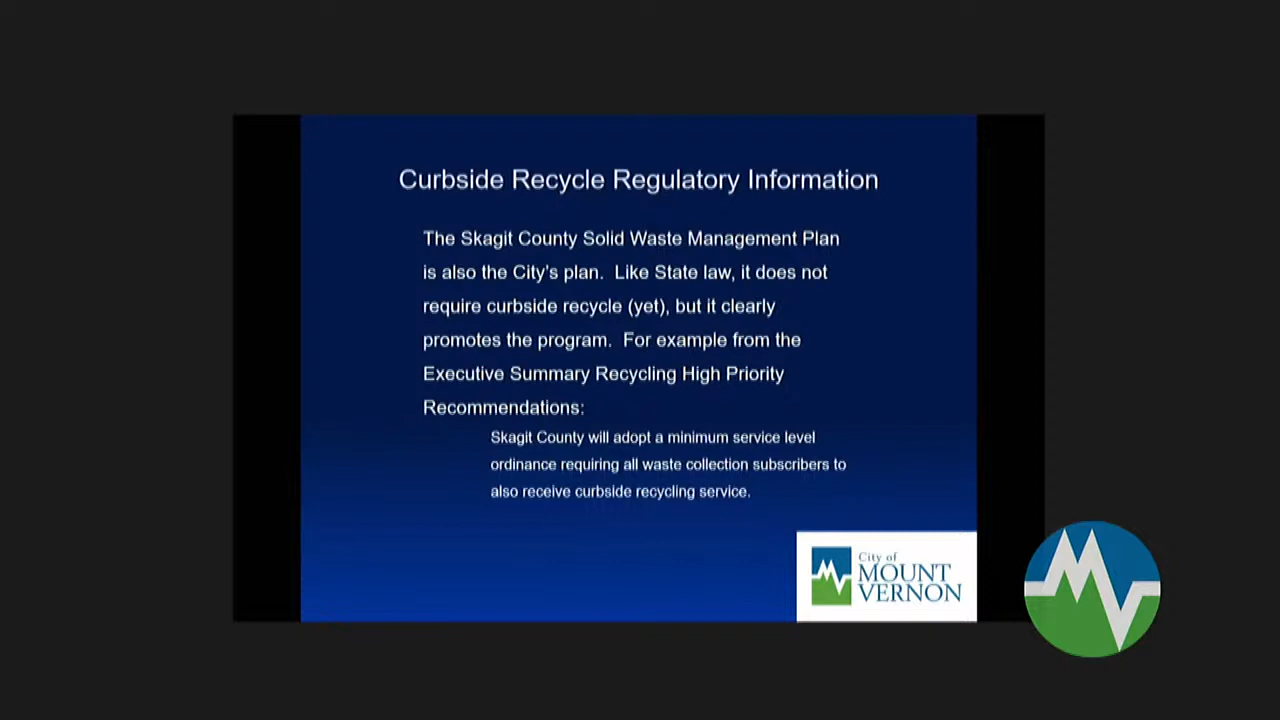 Curbside Recycle Regulatory Information
The Skagit County Solid Waste Management Plan
is also the City's plan.  Like State law, it does not
require curbside recycle (yet), but it clearly
promotes the program.  For example from the
Executive Summary Recycling High Priority
Recommendations:
Skagit County will adopt a minimum service level
ordinance requiring all waste collection subscribers to
also receive curbside recycling service.
City of
MOUNT
VERNON